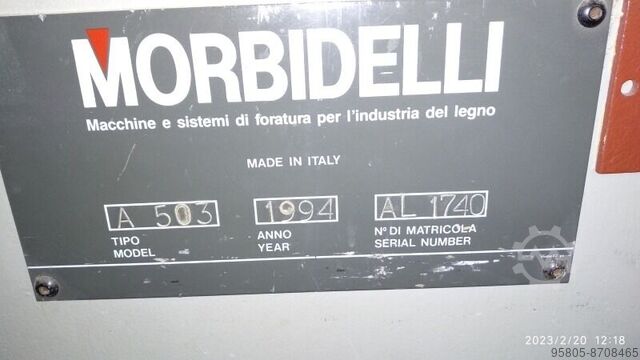 MORBIDELLI
Macchine e sistemi di foratura per l'industria del legno
MADE IN ITALY
A 503 1994 AL 1740
TIPO ANNO N° DI MATRICOLA
MODEL YEAR SERIAL NUMBER
2023/2/20 12:18
95805-8708465